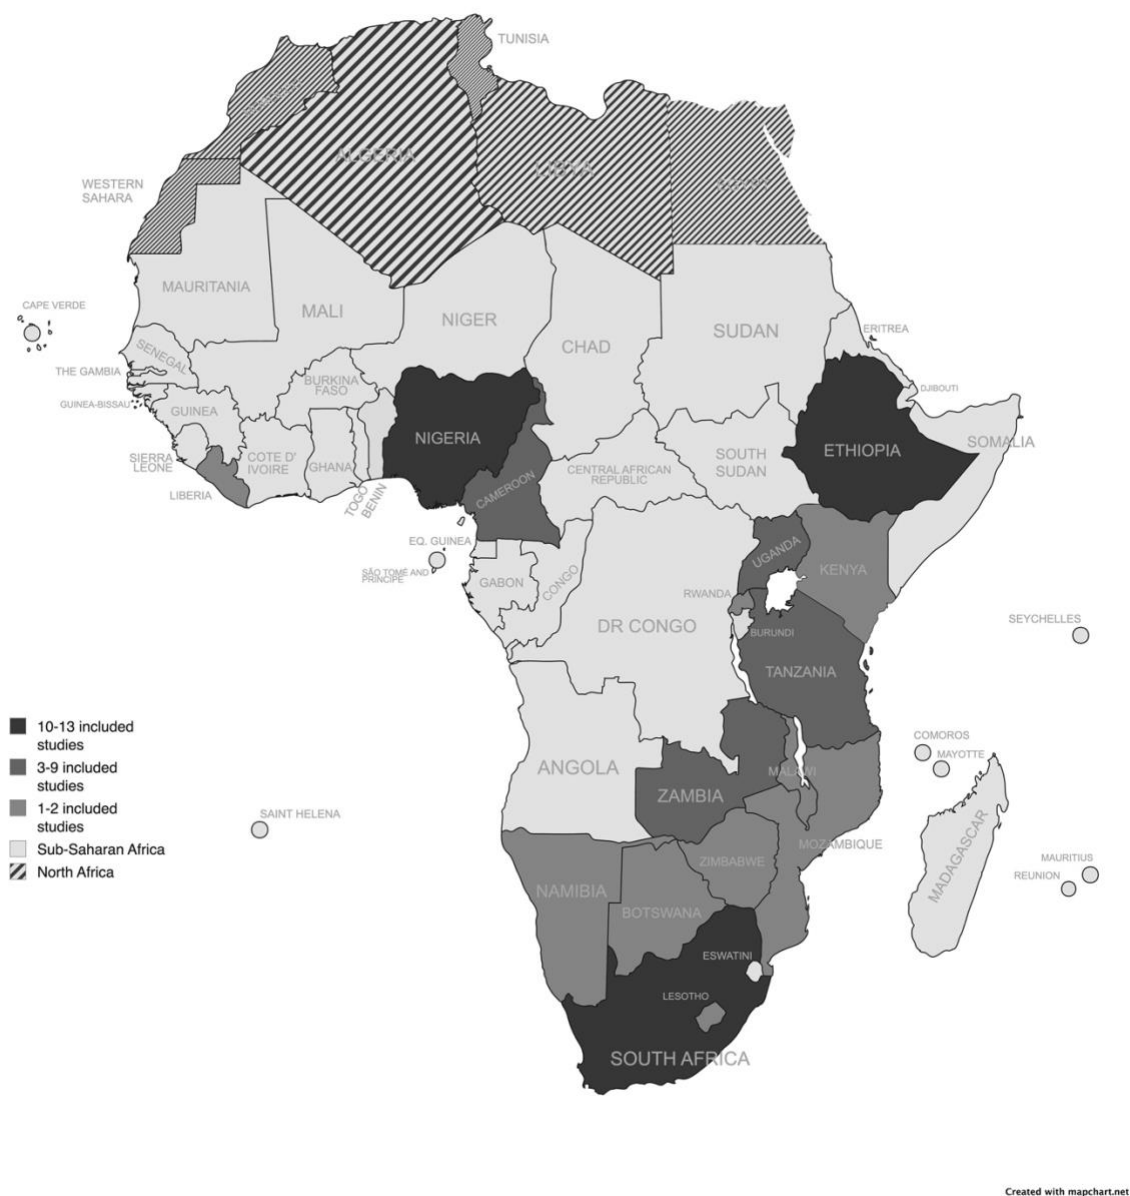 TUNISIA
ALGERIA
LIBYA
WESTERN
SAHARA
MAURITANIA
MALI
NIGER
CHAD
SUDAN
ERITREA
CAPE VERDE
SENEGAL
THE GAMBIA
GUINEA-BISSAU
GUINEA
BURKINA
FASO
DJIBOUTI
NIGERIA
ETHIOPIA
SOMALIA
SIERRA
LEONE
COTE D'
IVOIRE
GHANA
LIBERIA
TOGO
BENIN
CAMEROON
CENTRAL AFRICAN
REPUBLIC
SOUTH
SUDAN
EQ. GUINEA
SÃO TOMÉ AND
PRINCIPE
GABON
CONGO
UGANDA
KENYA
RWANDA
DR CONGO
BURUNDI
SEYCHELLES
TANZANIA
10-13 included
studies
3-9 included
studies
1-2 included
studies
Sub-Saharan Africa
North Africa
ANGOLA
ZAMBIA
MALAWI
COMOROS
MAYOTTE
SAINT HELENA
MOZAMBIQUE
MADAGASCAR
MAURITIUS
REUNION
ZIMBABWE
NAMIBIA
BOTSWANA
ESWATINI
LESOTHO
SOUTH AFRICA
Created with mapchart.net